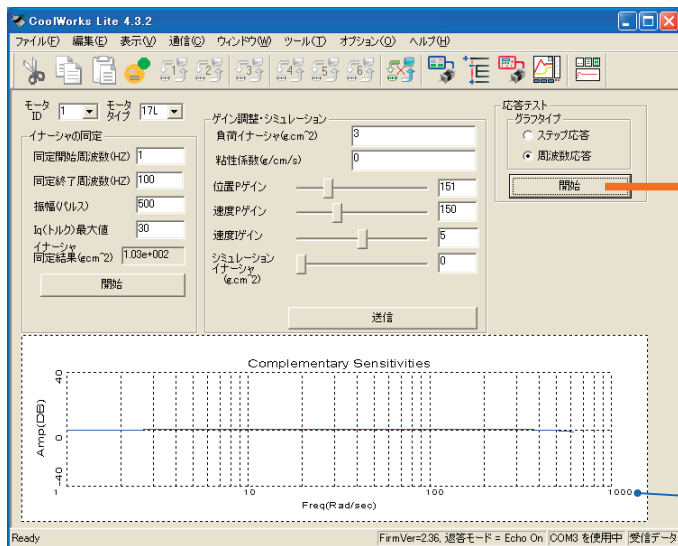 CoolWorks Lite 4.3.2
ファイル(F) 編集(E) 表示(V) 通信(C) ウィンドウ(W) ツール(T) オプション(O) ヘルプ(H)
1 2 3 4 5 6
モータID 1 モータタイプ 17L
イナーシャの同定
同定開始周波数(HZ) 1
同定終了周波数(HZ) 100
振幅(パルス) 500
Iq(トルク)最大値 30
イナーシャ
同定結果(gcm^2) 1.03e+002
開始
ゲイン調整・シミュレーション
負荷イナーシャ(g.cm^2) 3
粘性係数(g/cm/s) 0
位置Pゲイン 151
速度Pゲイン 150
速度Iゲイン 5
シミュレーション
イナーシャ
(g.cm^2) 0
送信
応答テスト
グラフタイプ
ステップ応答
周波数応答
開始
Complementary Sensitivities
Amp(DB)
40
0
-40
1 10 100 1000
Freq(Rad/sec)
Ready FirmVer=2.36, 返答モード = Echo On COM3 を使用中 受信データ